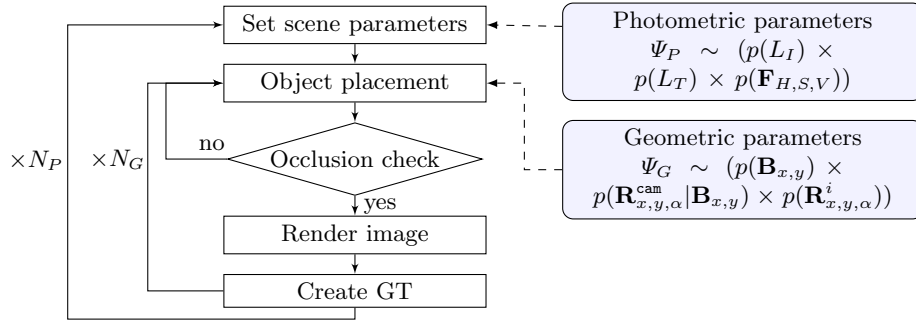 Set scene parameters
Object placement
Occlusion check
no
yes
Render image
Create GT
×N_P
×N_G
Photometric parameters
Ψ_P ∼ (p(L_I) ×
p(L_T) × p(𝐅_{H,S,V}))
Geometric parameters
Ψ_G ∼ (p(𝐁_{x,y}) ×
p(𝐑^{cam}_{x,y,α}|𝐁_{x,y}) × p(𝐑^i_{x,y,α}))